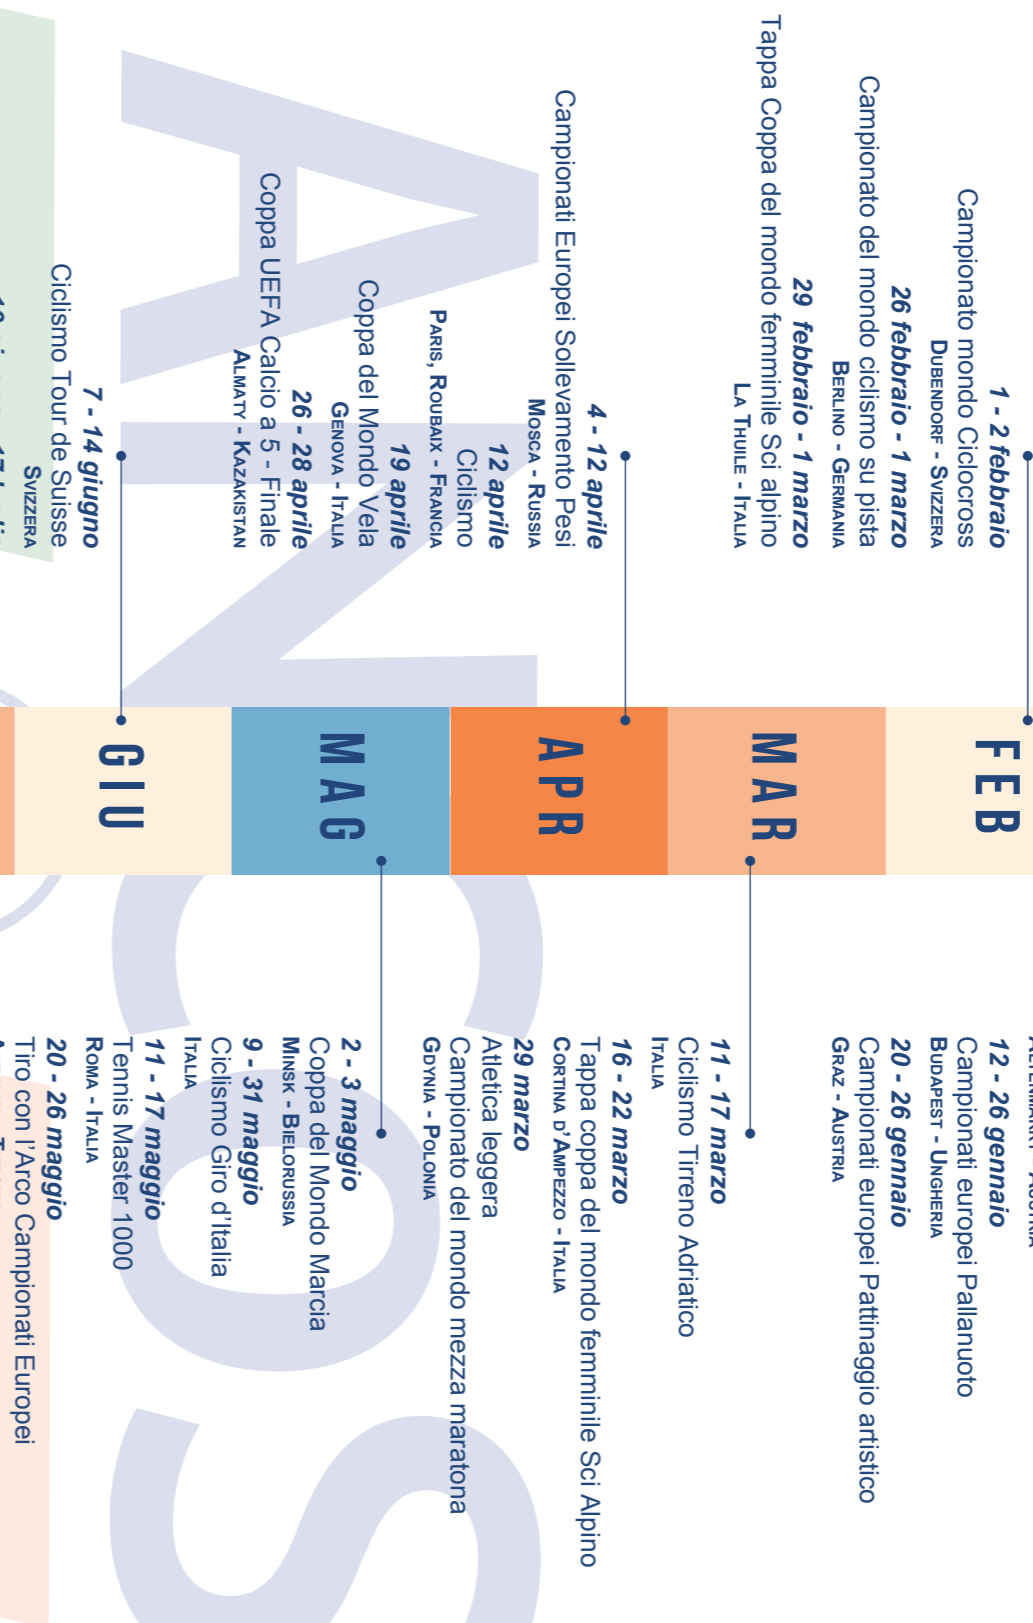 1 - 2 febbraio
Campionato mondo Ciclocross
DUBENDORF - SVIZZERA
26 febbraio - 1 marzo
Campionato del mondo ciclismo su pista
BERLINO - GERMANIA
29 febbraio - 1 marzo
Tappa Coppa del mondo femminile Sci alpino
LA THUILE - ITALIA
4 - 12 aprile
Campionati Europei Sollevamento Pesi
MOSCA - RUSSIA
12 aprile
Ciclismo
PARIS, ROUBAIX - FRANCIA
19 aprile
Coppa del Mondo Vela
GENOVA - ITALIA
26 - 28 aprile
Coppa UEFA Calcio a 5 - Finale
ALMATY - KAZAKISTAN
7 - 14 giugno
Ciclismo Tour de Suisse
SVIZZERA
FEB
MAR
APR
MAG
GIU
12 - 26 gennaio
Campionati europei Pallanuoto
BUDAPEST - UNGHERIA
20 - 26 gennaio
Campionati europei Pattinaggio artistico
GRAZ - AUSTRIA
11 - 17 marzo
Ciclismo Tirreno Adriatico
ITALIA
16 - 22 marzo
Tappa coppa del mondo femminile Sci Alpino
CORTINA D'AMPEZZO - ITALIA
29 marzo
Atletica leggera
Campionato del mondo mezza maratona
GDYNIA - POLONIA
2 - 3 maggio
Coppa del Mondo Marcia
MINSK - BIELORUSSIA
9 - 31 maggio
Ciclismo Giro d'Italia
ITALIA
11 - 17 maggio
Tennis Master 1000
ROMA - ITALIA
20 - 26 maggio
Tiro con l'Arco Campionati Europei
ANCOS